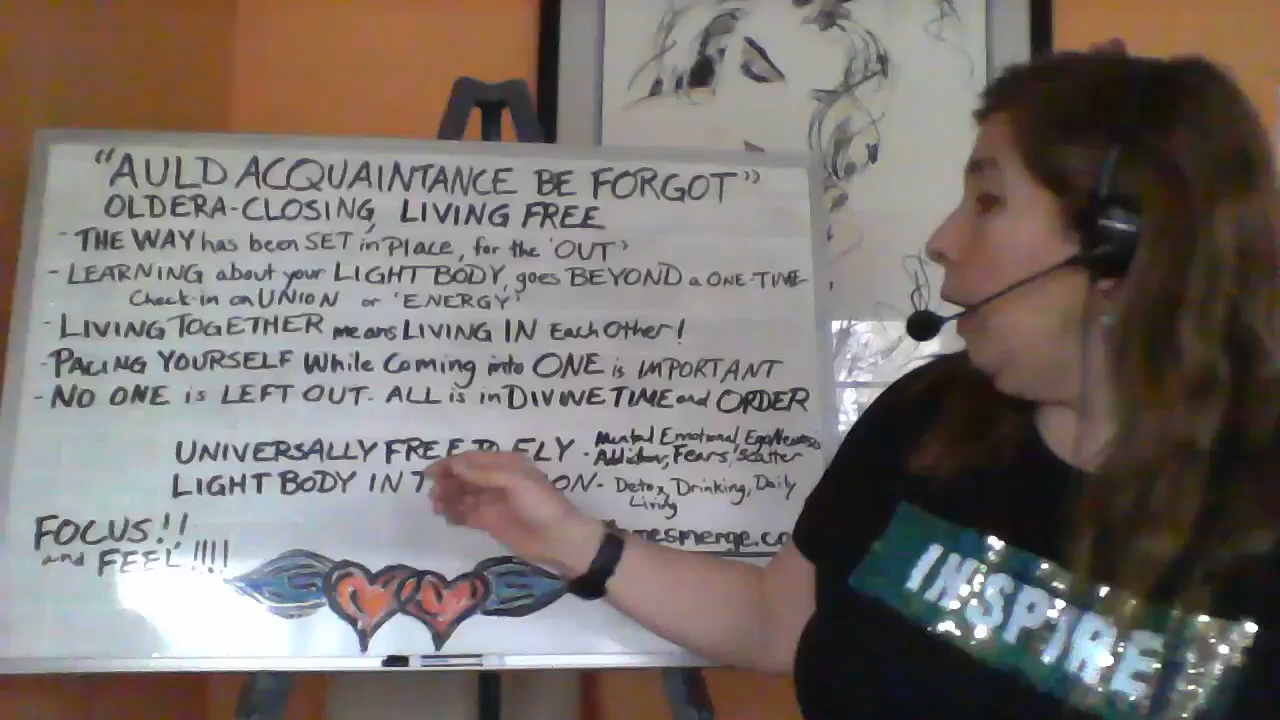 "AULD ACQUAINTANCE BE FORGOT"
OLDERA-CLOSING, LIVING FREE
- THE WAY has been SET in Place, for the 'OUT'
- LEARNING about your LIGHT BODY, goes BEYOND a ONE-TIME
Check-in on UNION or 'ENERGY'
- LIVING TOGETHER means LIVING IN Each Other!
- PACING YOURSELF While Coming into ONE is IMPORTANT
- NO ONE is LEFT OUT. ALL is in DIVINE TIME and ORDER
UNIVERSALLY FLY - Mental, Emotional,
Fears, Scatter
LIGHT BODY IN - Detox, Drinking, Daily
Living
FOCUS!!
and FEEL!!!!
INSPIRE